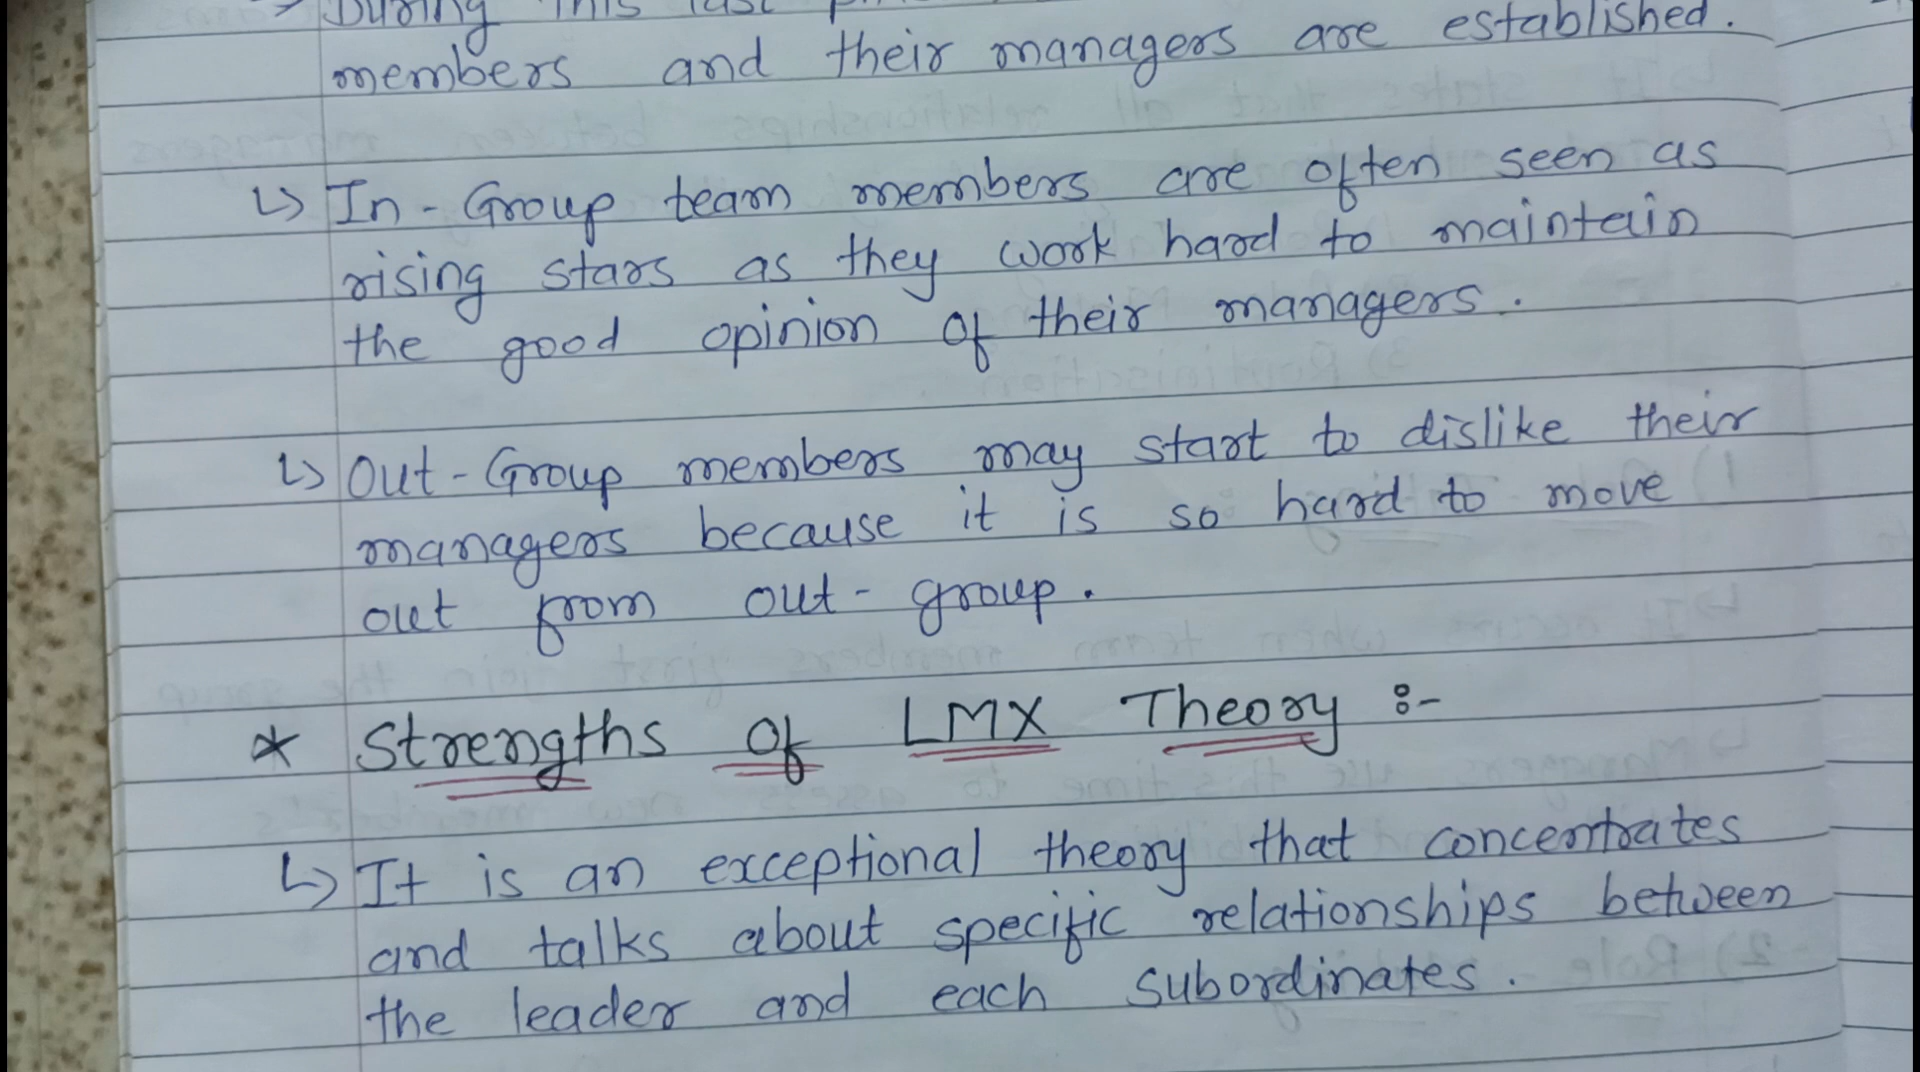 During this last
members and their managers are established.
↳ In-Group team members are often seen as
rising stars as they work hard to maintain
the good opinion of their managers.
↳ Out-Group members may start to dislike their
managers because it is so hard to move
out from out-group.
* Strengths of LMX Theory :-
↳ It is an exceptional theory that concentrates
and talks about specific relationships between
the leader and each subordinates.